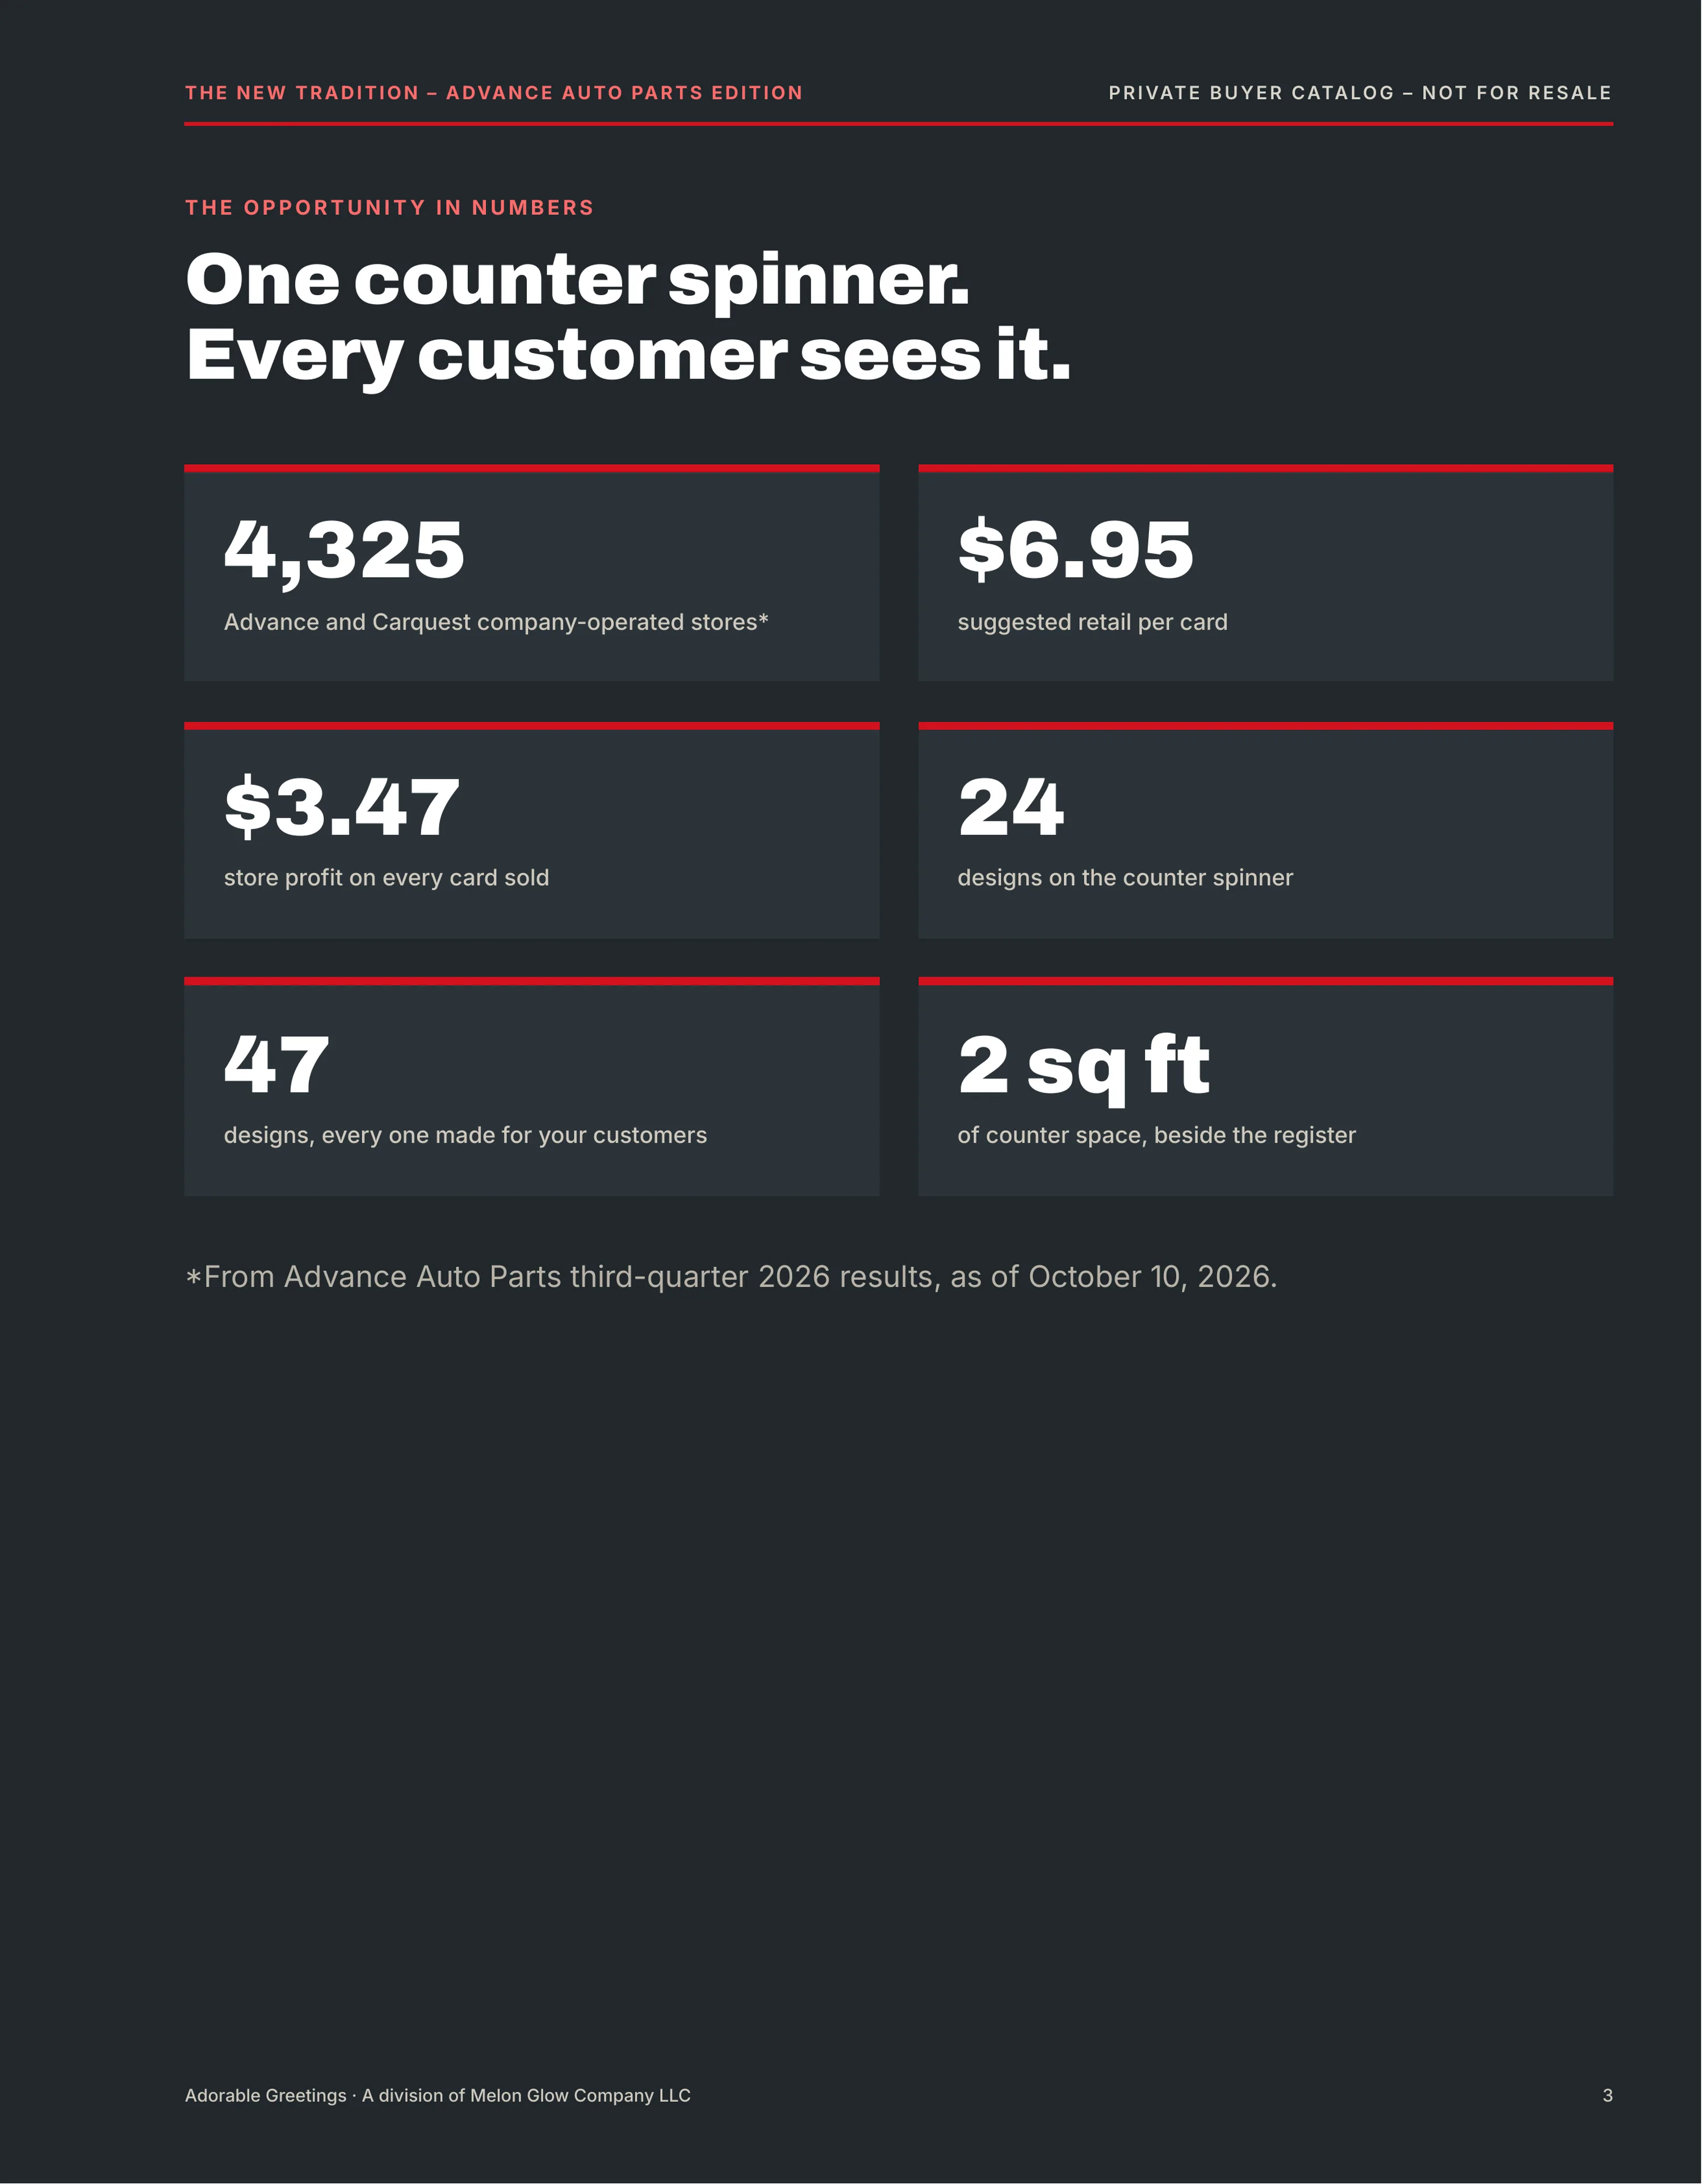 THE NEW TRADITION – ADVANCE AUTO PARTS EDITION
PRIVATE BUYER CATALOG – NOT FOR RESALE
THE OPPORTUNITY IN NUMBERS
One counter spinner.
Every customer sees it.
4,325
Advance and Carquest company-operated stores*
$6.95
suggested retail per card
$3.47
store profit on every card sold
24
designs on the counter spinner
47
designs, every one made for your customers
2 sq ft
of counter space, beside the register
*From Advance Auto Parts third-quarter 2026 results, as of October 10, 2026.
Adorable Greetings · A division of Melon Glow Company LLC
3